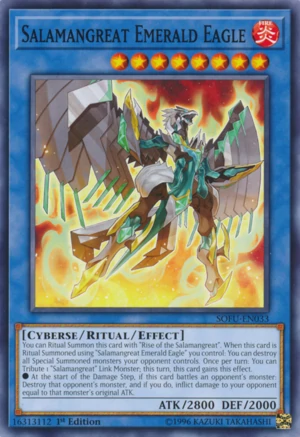 SALAMANGREAT EMERALD EAGLE
FIRE
炎
SOFU-EN033
[CYBERSE/RITUAL/EFFECT]
You can Ritual Summon this card with "Rise of the Salamangreat". When this card is
Ritual Summoned using "Salamangreat Emerald Eagle" you control: You can destroy
all Special Summoned monsters your opponent controls. Once per turn: You can
Tribute 1 "Salamangreat" Link Monster; this turn, this card gains this effect.
● At the start of the Damage Step, if this card battles an opponent's monster:
Destroy that opponent's monster, and if you do, inflict damage to your opponent
equal to that monster's original ATK.
ATK/2800 DEF/2000
16313112 1st Edition ©1996 KAZUKI TAKAHASHI